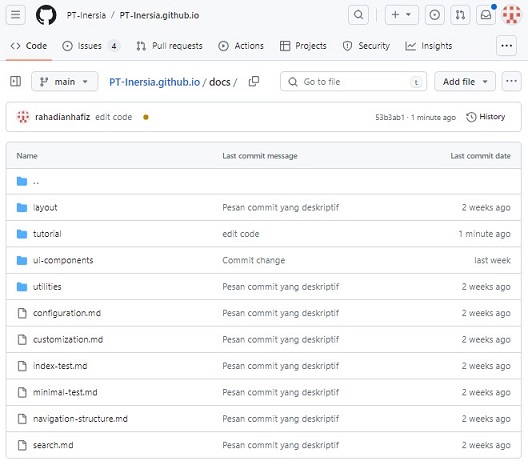 PT-Inersia / PT-Inersia.github.io
Code Issues 4 Pull requests Actions Projects Security Insights
main PT-Inersia.github.io / docs / Go to file t Add file
rahadianhafiz edit code 53b3ab1 · 1 minute ago History
Name Last commit message Last commit date
..
layout Pesan commit yang deskriptif 2 weeks ago
tutorial edit code 1 minute ago
ui-components Commit change last week
utilities Pesan commit yang deskriptif 2 weeks ago
configuration.md Pesan commit yang deskriptif 2 weeks ago
customization.md Pesan commit yang deskriptif 2 weeks ago
index-test.md Pesan commit yang deskriptif 2 weeks ago
minimal-test.md Pesan commit yang deskriptif 2 weeks ago
navigation-structure.md Pesan commit yang deskriptif 2 weeks ago
search.md Pesan commit yang deskriptif 2 weeks ago